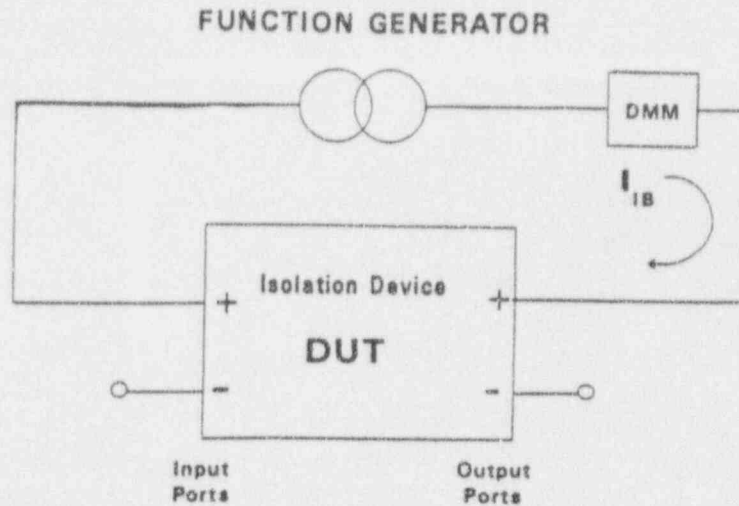 FUNCTION GENERATOR
DMM
I IB
Isolation Device
+ +
DUT
- -
Input Ports
Output Ports